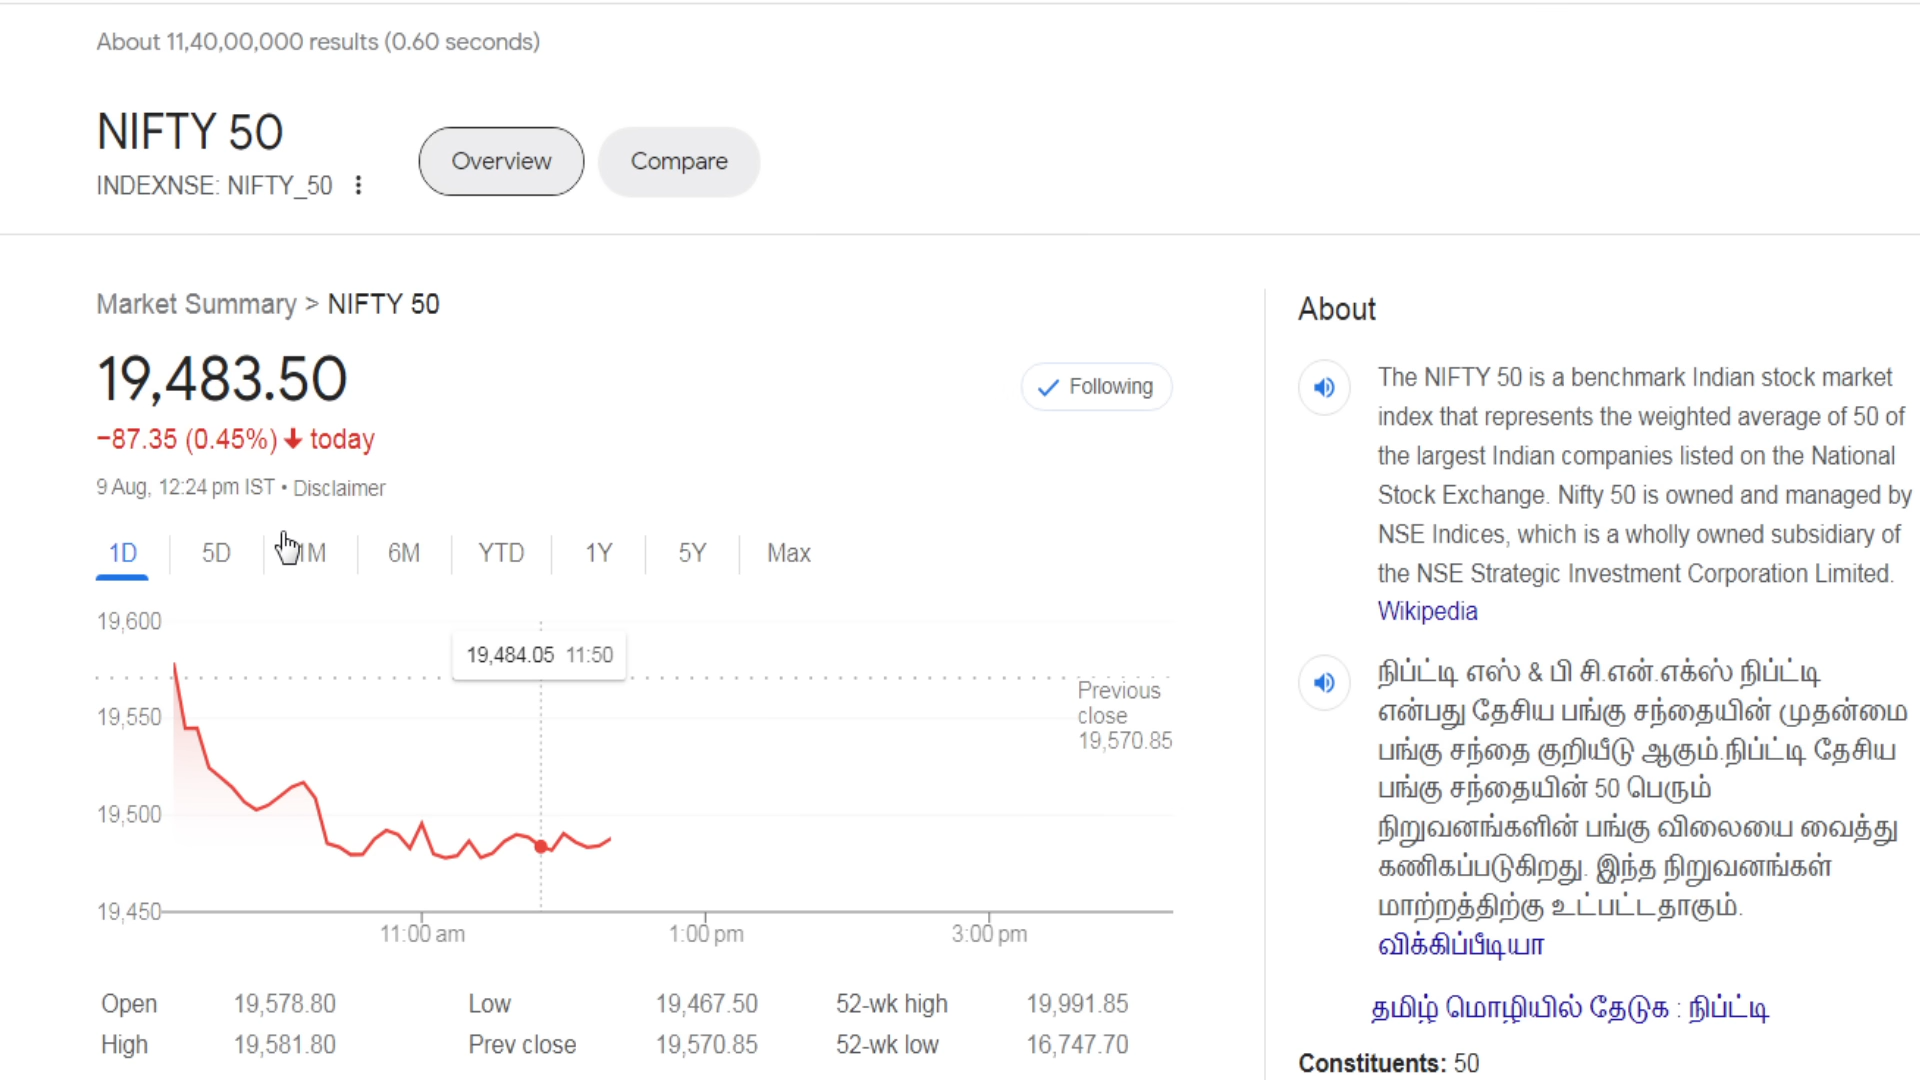 About 11,40,00,000 results (0.60 seconds)
NIFTY 50
INDEXNSE: NIFTY_50
Overview
Compare
Market Summary > NIFTY 50
19,483.50
Following
−87.35 (0.45%) today
9 Aug, 12:24 pm IST • Disclaimer
1D 5D 1M 6M YTD 1Y 5Y Max
19,600
19,550
19,500
19,450
19,484.05 11:50
Previous
close
19,570.85
11:00 am 1:00 pm 3:00 pm
Open 19,578.80 Low 19,467.50 52-wk high 19,991.85
High 19,581.80 Prev close 19,570.85 52-wk low 16,747.70
About
The NIFTY 50 is a benchmark Indian stock market
index that represents the weighted average of 50 of
the largest Indian companies listed on the National
Stock Exchange. Nifty 50 is owned and managed by
NSE Indices, which is a wholly owned subsidiary of
the NSE Strategic Investment Corporation Limited.
Wikipedia
நிப்ட்டி எஸ் & பி சி.என்.எக்ஸ் நிப்ட்டி
என்பது தேசிய பங்கு சந்தையின் முதன்மை
பங்கு சந்தை குறியீடு ஆகும்.நிப்ட்டி தேசிய
பங்கு சந்தையின் 50 பெரும்
நிறுவனங்களின் பங்கு விலையை வைத்து
கணிகப்படுகிறது. இந்த நிறுவனங்கள்
மாற்றத்திற்கு உட்பட்டதாகும்.
விக்கிப்பீடியா
தமிழ் மொழியில் தேடுக : நிப்ட்டி
Constituents: 50